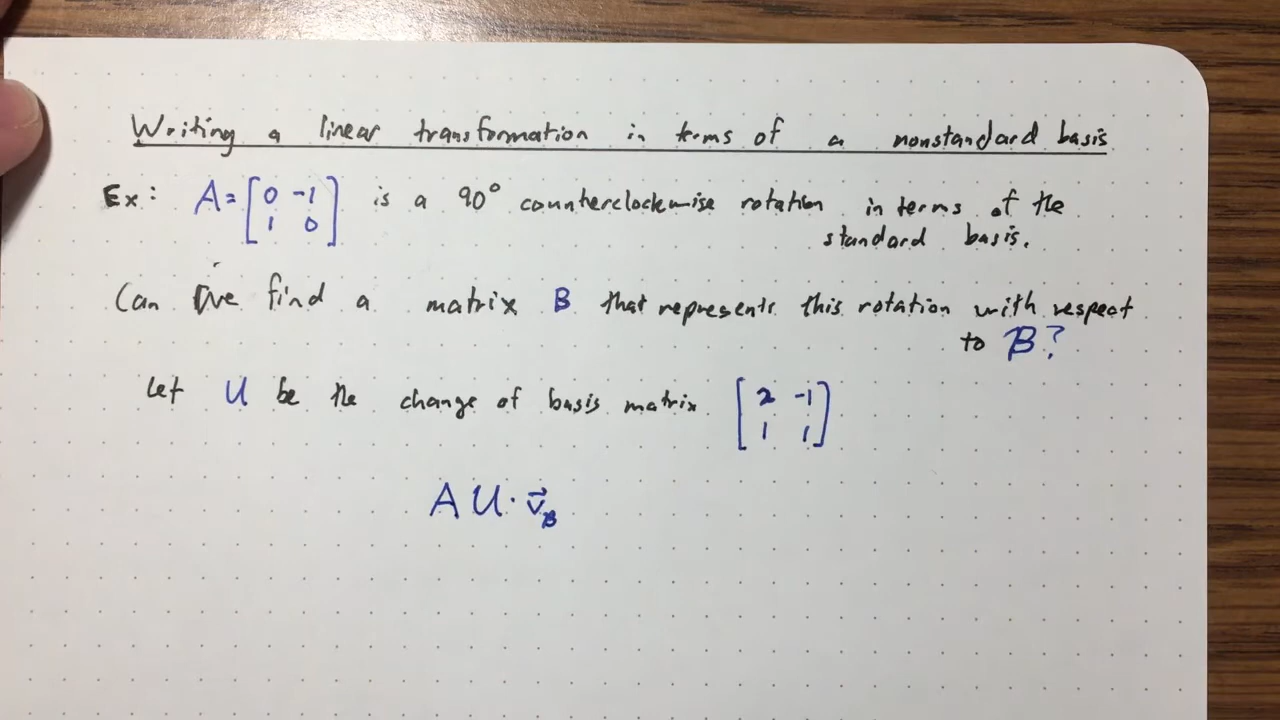 Writing a linear transformation in terms of a nonstandard basis
Ex: A = [0 -1] is a 90° counterclockwise rotation in terms of the
[1 0] standard basis.
Can we find a matrix B that represents this rotation with respect
to ℬ?
Let U be the change of basis matrix [2 -1]
[1 1]
A U · v⃗_ℬ